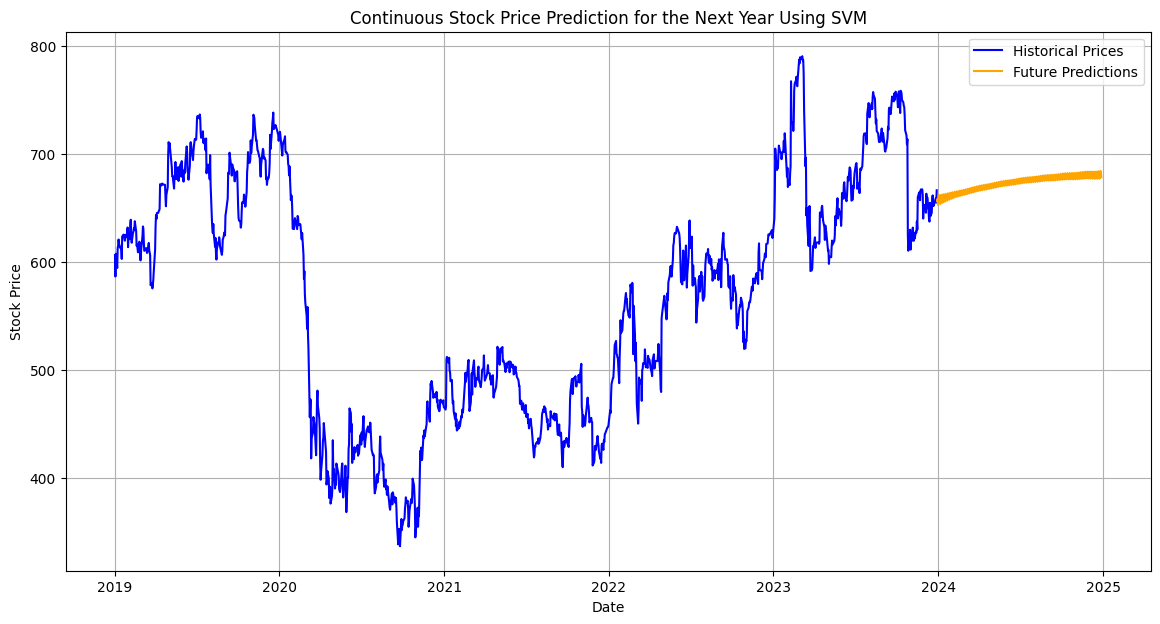 Continuous Stock Price Prediction for the Next Year Using SVM
Historical Prices
Future Predictions
Stock Price
800
700
600
500
400
2019 2020 2021 2022 2023 2024 2025
Date